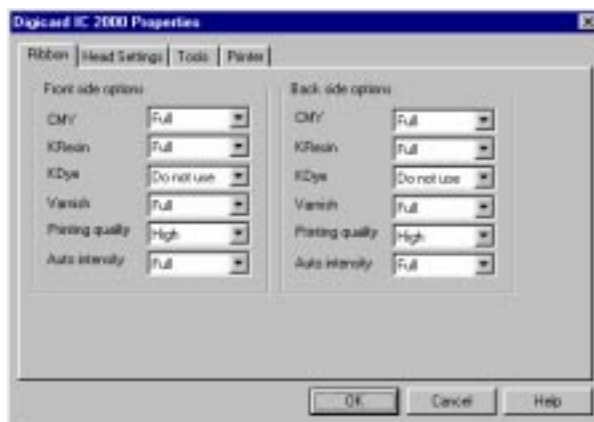 Digicard IC 2000 Properties
Ribbon Head Settings Tools Printer
Front side options Back side options
CMY Full CMY Full
KResin Full KResin Full
KDye Do not use KDye Do not use
Varnish Full Varnish Full
Printing quality High Printing quality High
Auto intensity Full Auto intensity Full
OK Cancel Help